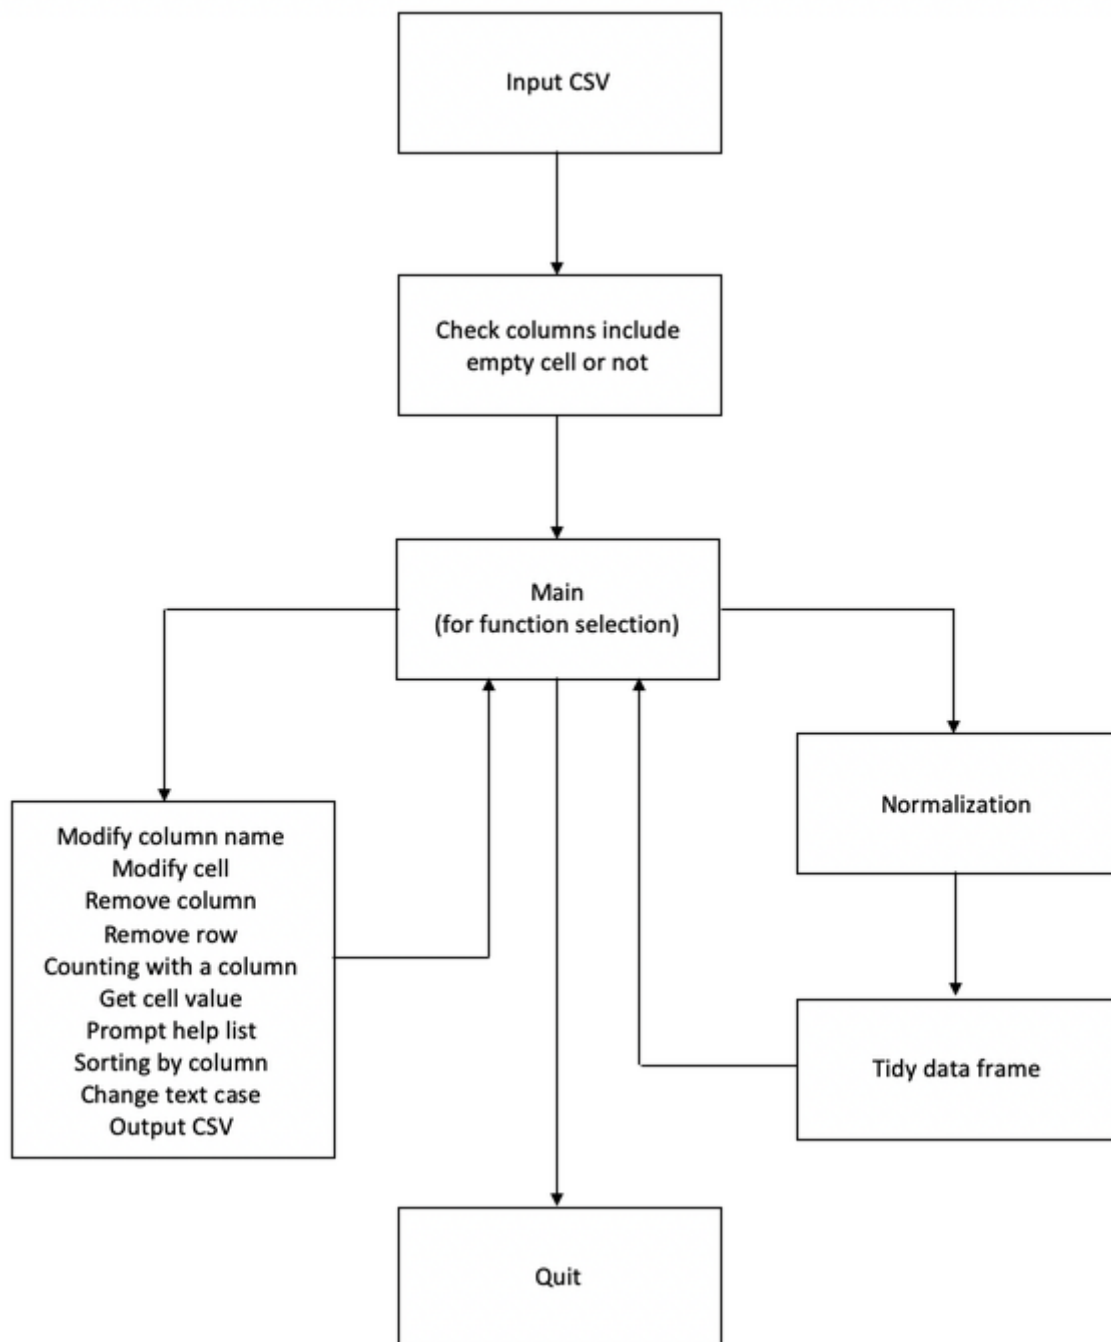 Input CSV
Check columns include
empty cell or not
Main
(for function selection)
Normalization
Modify column name
Modify cell
Remove column
Remove row
Counting with a column
Get cell value
Prompt help list
Sorting by column
Change text case
Output CSV
Tidy data frame
Quit